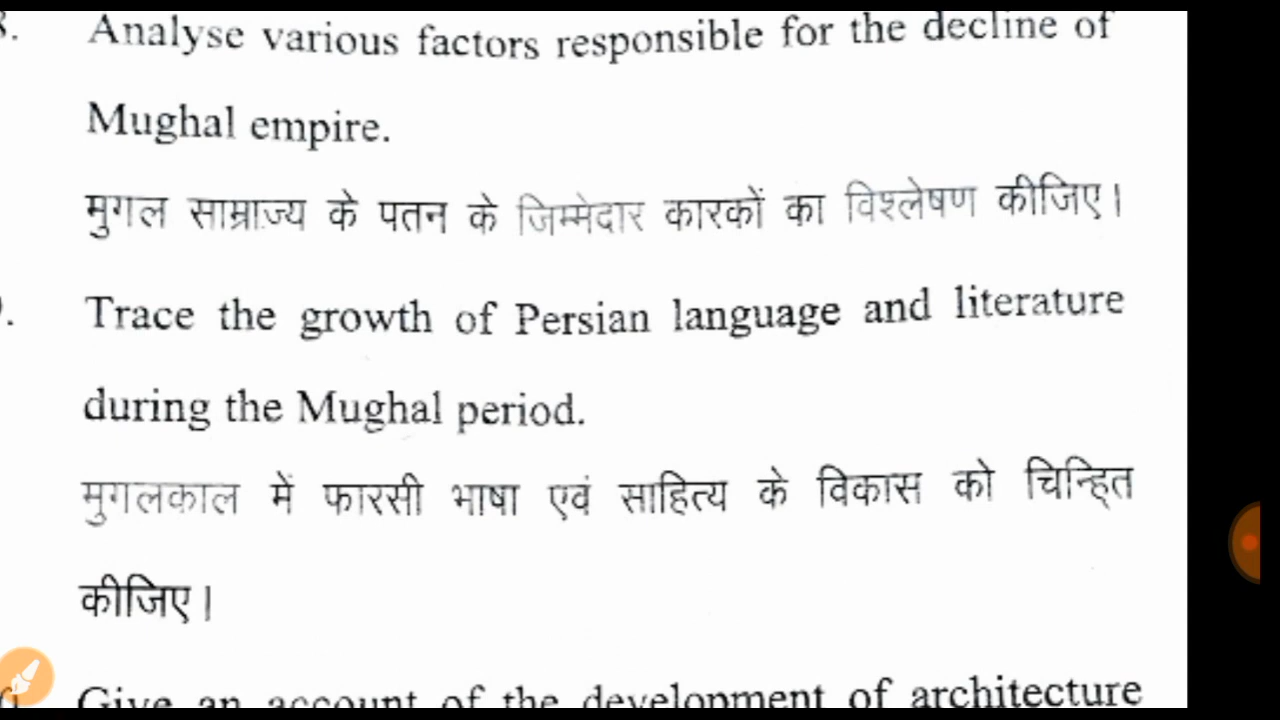 8. Analyse various factors responsible for the decline of
Mughal empire.
मुगल साम्राज्य के पतन के जिम्मेदार कारकों का विश्लेषण कीजिए।
Trace the growth of Persian language and literature
during the Mughal period.
मुगलकाल में फारसी भाषा एवं साहित्य के विकास को चिन्हित
कीजिए।
Give an account of the development of architecture